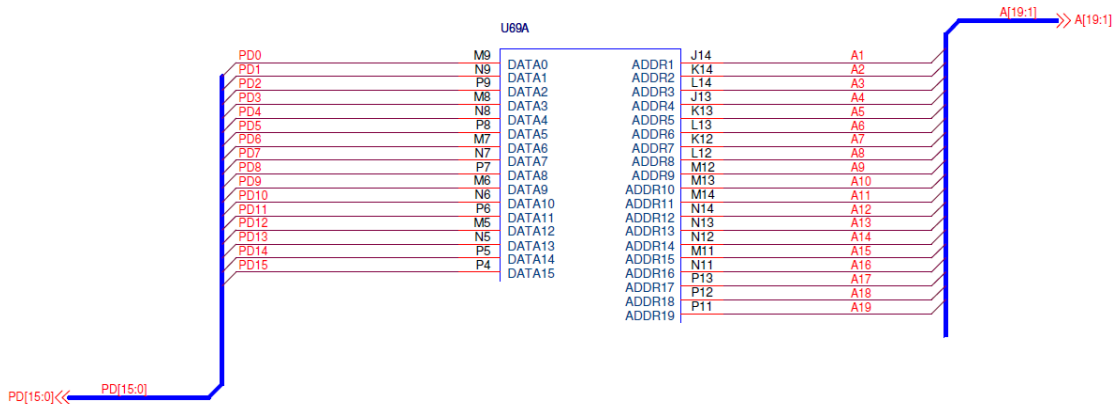 A[19:1]
A[19:1]
U69A
PD0 M9 DATA0 ADDR1 J14 A1
PD1 N9 DATA1 ADDR2 K14 A2
PD2 P9 DATA2 ADDR3 L14 A3
PD3 M8 DATA3 ADDR4 J13 A4
PD4 N8 DATA4 ADDR5 K13 A5
PD5 P8 DATA5 ADDR6 L13 A6
PD6 M7 DATA6 ADDR7 K12 A7
PD7 N7 DATA7 ADDR8 L12 A8
PD8 P7 DATA8 ADDR9 M12 A9
PD9 M6 DATA9 ADDR10 M13 A10
PD10 N6 DATA10 ADDR11 M14 A11
PD11 P6 DATA11 ADDR12 N14 A12
PD12 M5 DATA12 ADDR13 N13 A13
PD13 N5 DATA13 ADDR14 N12 A14
PD14 P5 DATA14 ADDR15 M11 A15
PD15 P4 DATA15 ADDR16 N11 A16
ADDR17 P13 A17
ADDR18 P12 A18
ADDR19 P11 A19
PD[15:0]
PD[15:0]